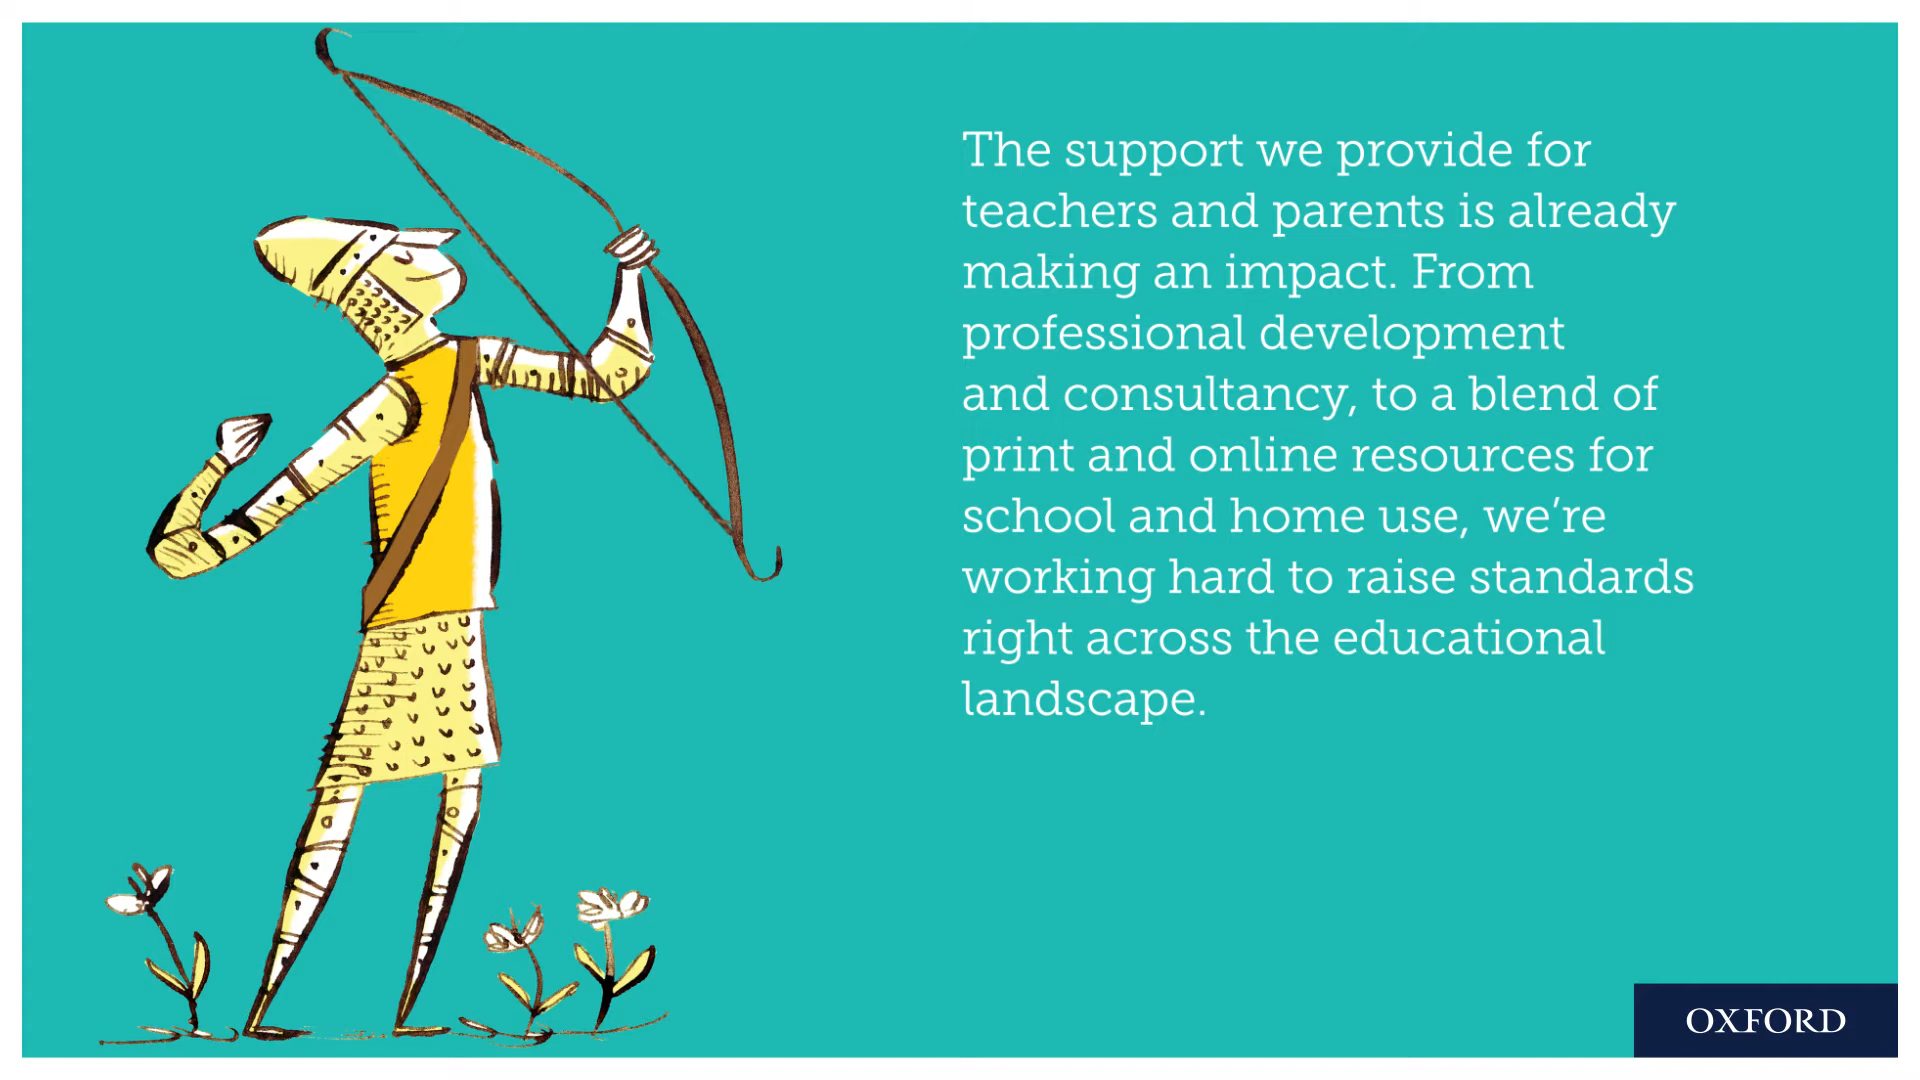 The support we provide for
teachers and parents is already
making an impact. From
professional development
and consultancy, to a blend of
print and online resources for
school and home use, we’re
working hard to raise standards
right across the educational
landscape.
OXFORD